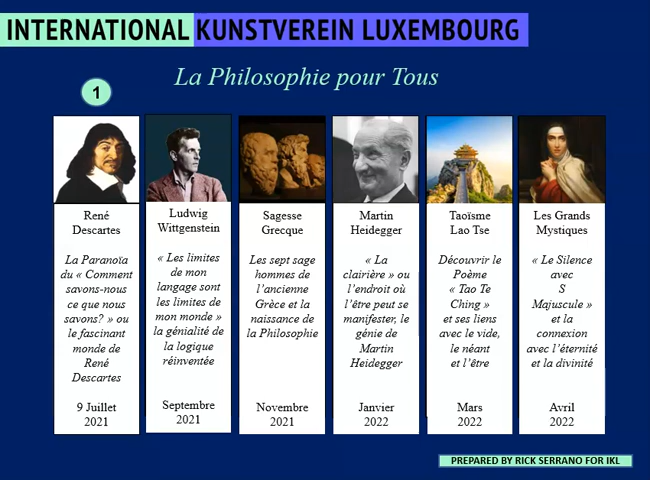 INTERNATIONAL KUNSTVEREIN LUXEMBOURG
La Philosophie pour Tous
1
René
Descartes
La Paranoïa
du « Comment
savons-nous
ce que nous
savons? » ou
le fascinant
monde de
René
Descartes
9 Juillet
2021
Ludwig
Wittgenstein
« Les limites
de mon
langage sont
les limites de
mon monde »
la génialité de
la logique
réinventée
Septembre
2021
Sagesse
Grecque
Les sept sage
hommes de
l'ancienne
Grèce et la
naissance de
la Philosophie
Novembre
2021
Martin
Heidegger
« La
clairière » ou
l'endroit où
l'être peut se
manifester, le
génie de
Martin
Heidegger
Janvier
2022
Taoïsme
Lao Tse
Découvrir le
Poème
« Tao Te
Ching »
et ses liens
avec le vide,
le néant
et l'être
Mars
2022
Les Grands
Mystiques
« Le Silence
avec
S
Majuscule »
et la
connexion
avec l'éternité
et la divinité
Avril
2022
PREPARED BY RICK SERRANO FOR IKL